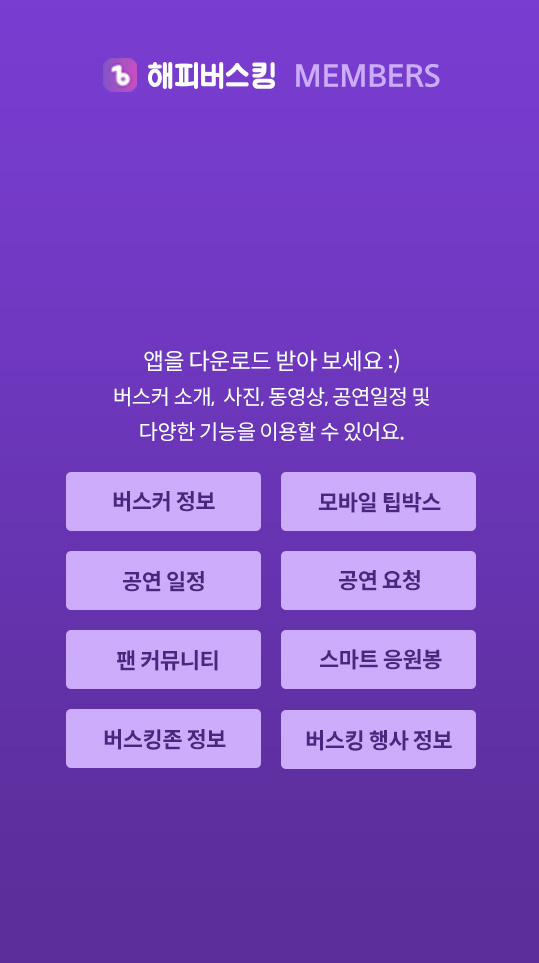 해피버스킹 MEMBERS
앱을 다운로드 받아 보세요 :)
버스커 소개, 사진, 동영상, 공연일정 및
다양한 기능을 이용할 수 있어요.
버스커 정보 모바일 팁박스
공연 일정 공연 요청
팬 커뮤니티 스마트 응원봉
버스킹존 정보 버스킹 행사 정보